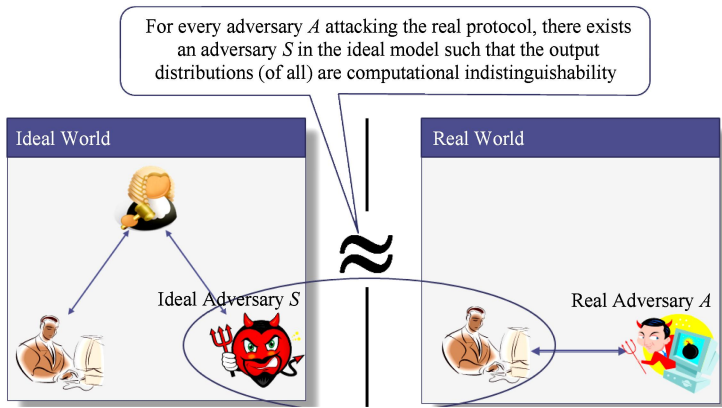 For every adversary A attacking the real protocol, there exists
an adversary S in the ideal model such that the output
distributions (of all) are computational indistinguishability
Ideal World
Real World
≈
Ideal Adversary S
Real Adversary A